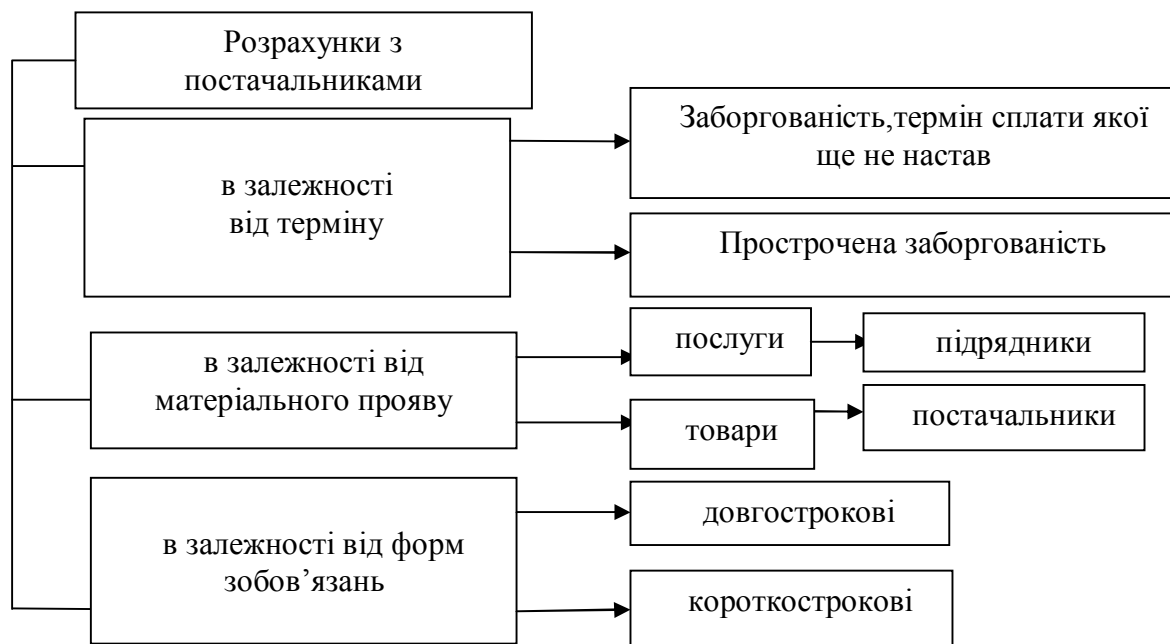 Розрахунки з
постачальниками
Заборгованість,термін сплати якої
ще не настав
в залежності
від терміну
Прострочена заборгованість
послуги
підрядники
в залежності від
матеріального прояву
товари
постачальники
довгострокові
в залежності від форм
зобов’язань
короткострокові